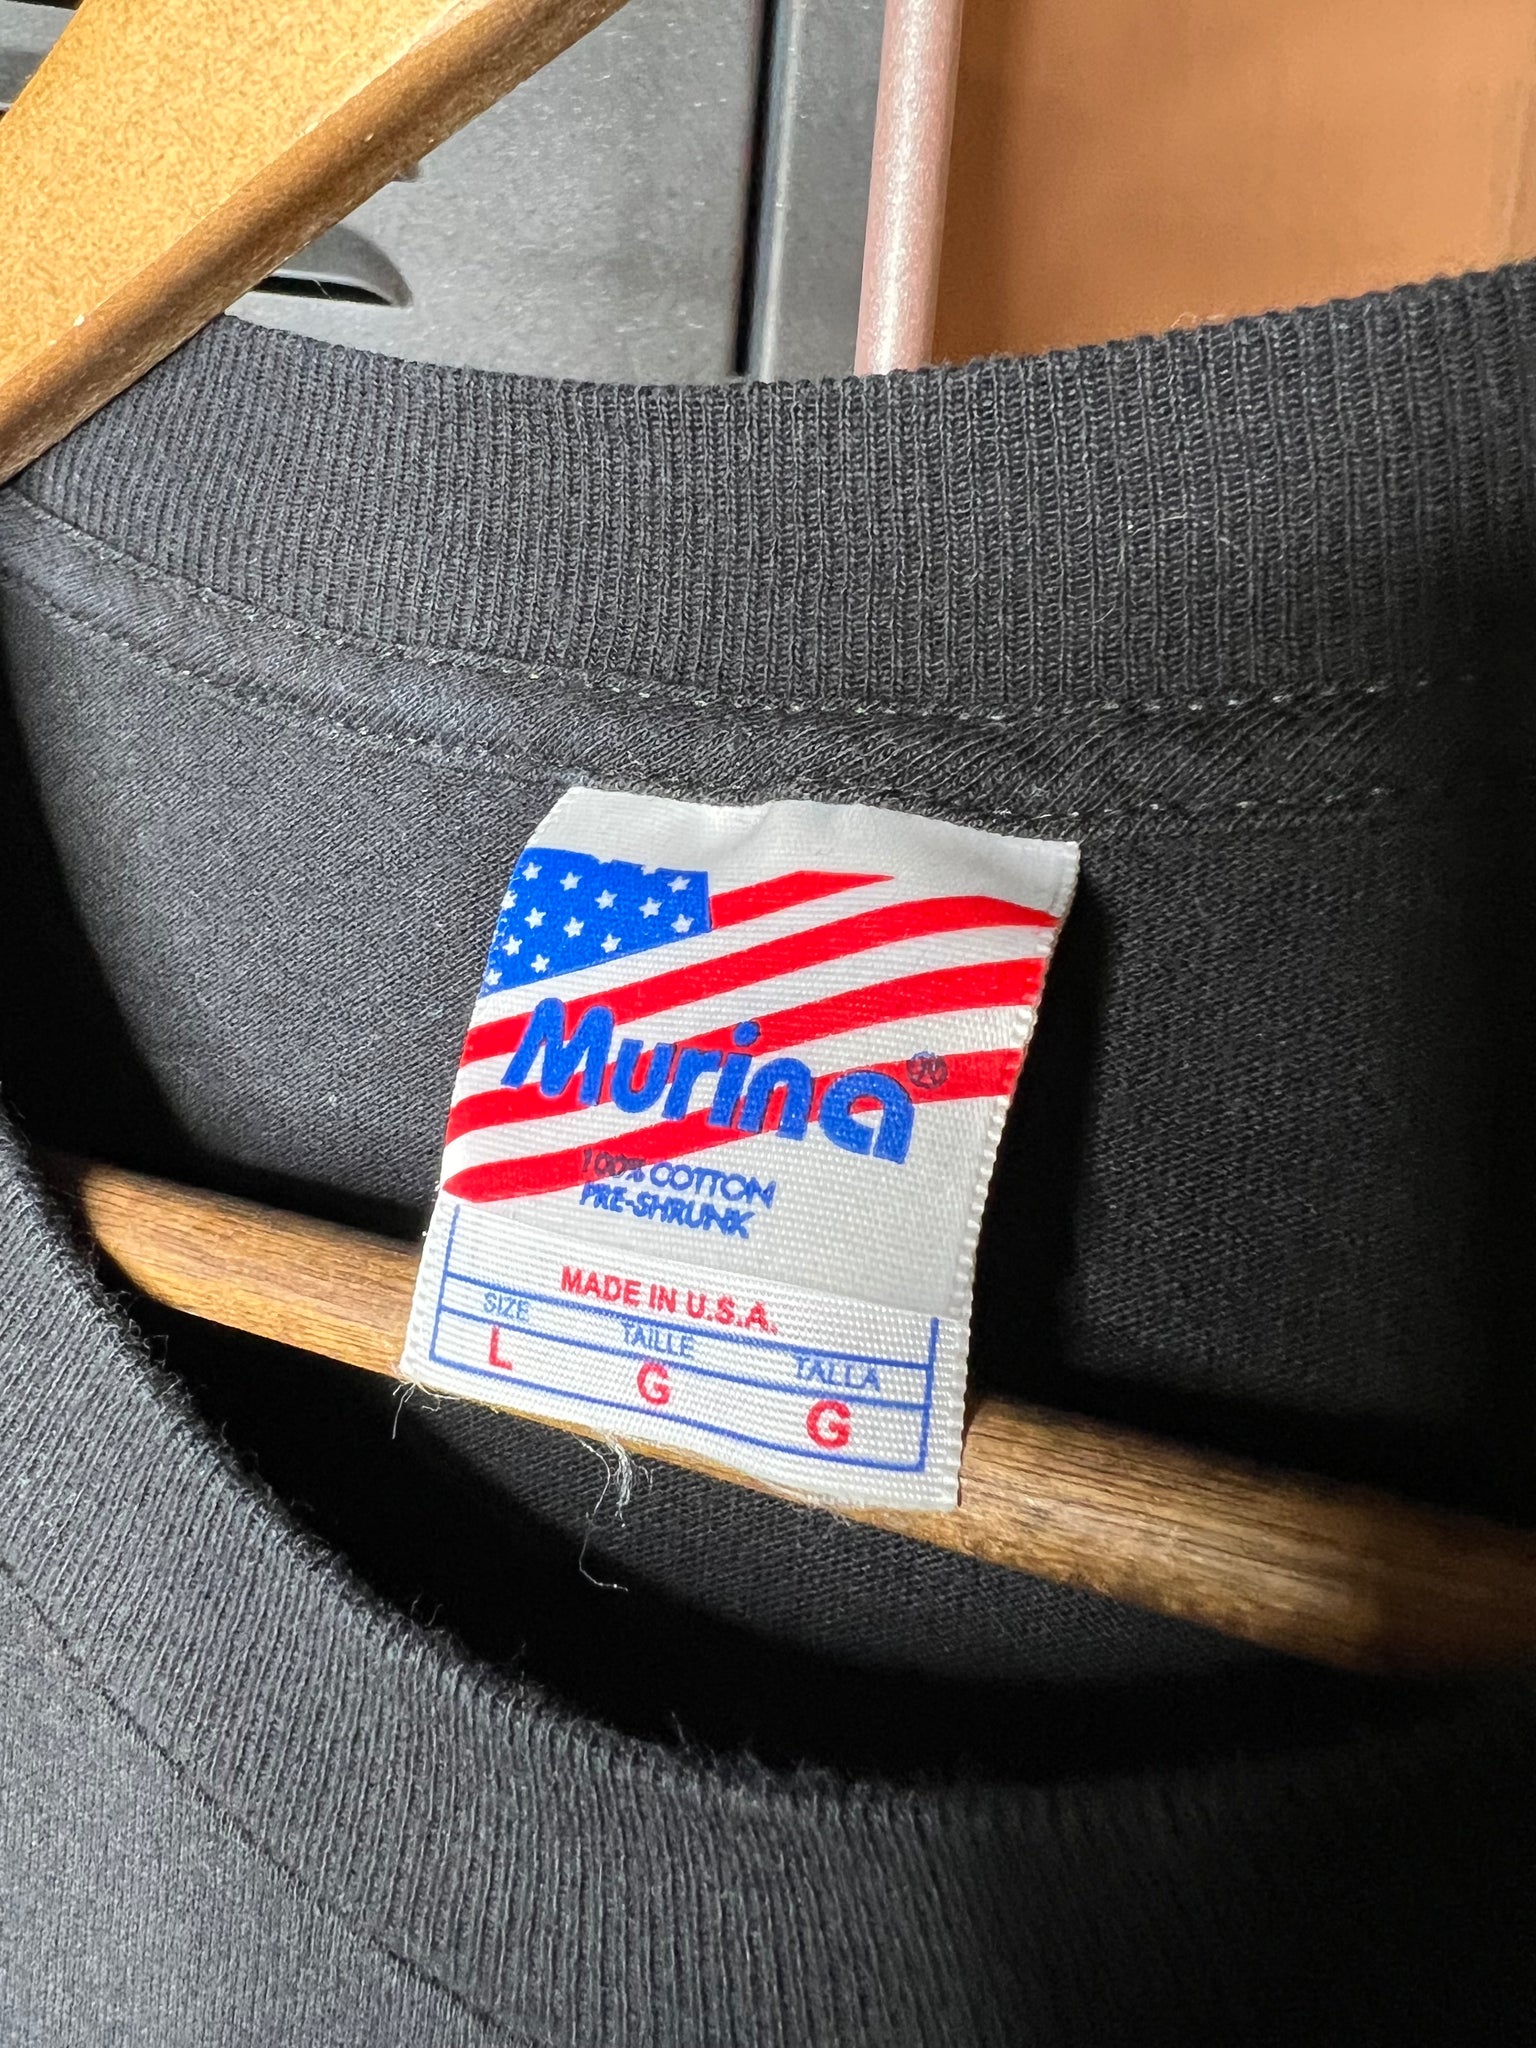 Murina®
100% COTTON
PRE-SHRUNK
MADE IN U.S.A.
SIZE TAILLE TALLA
L G G